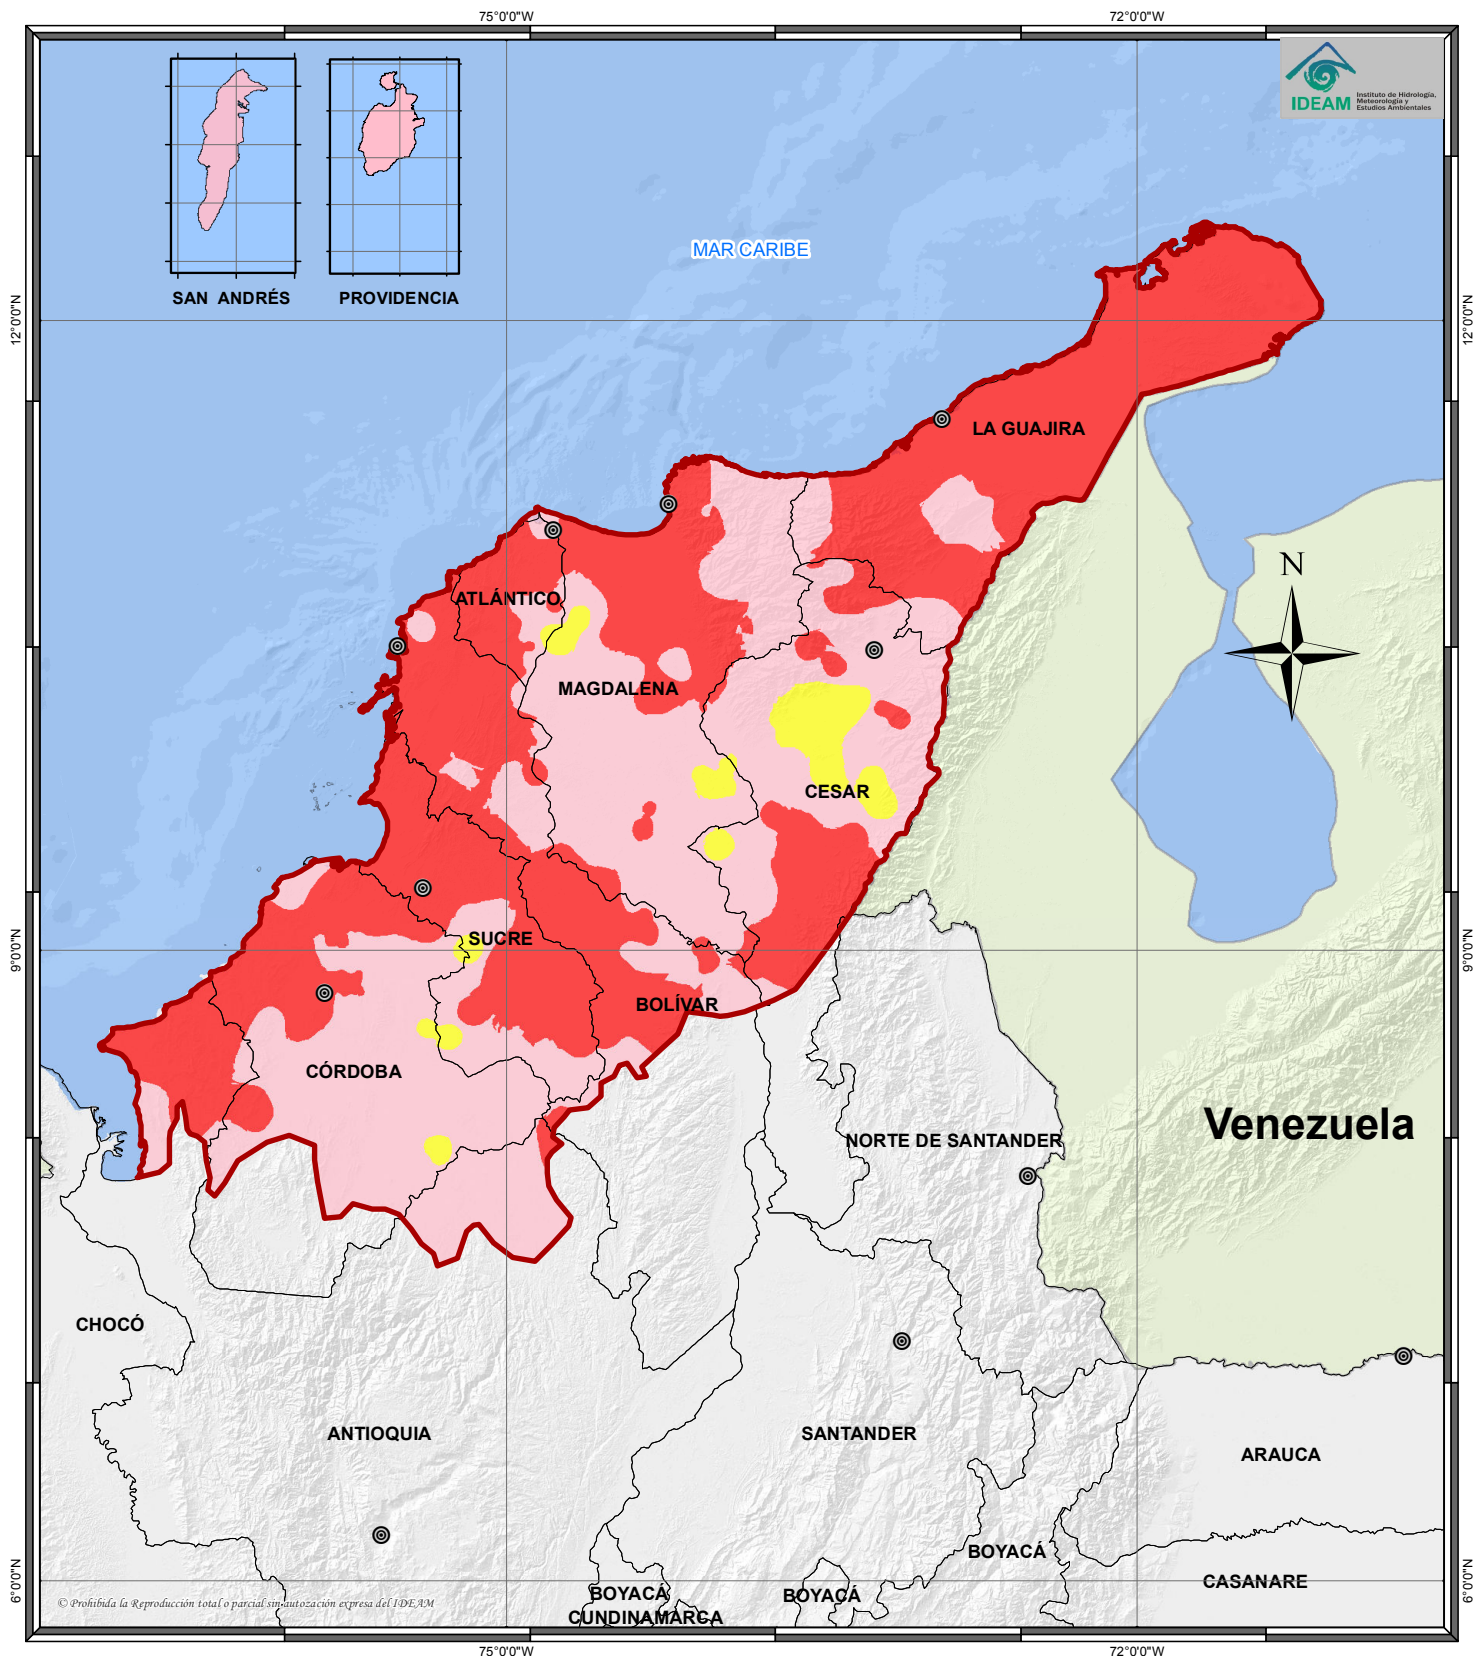 75°0'0"W
72°0'0"W
IDEAM
Instituto de Hidrología,
Meteorología y
Estudios Ambientales
MAR CARIBE
SAN ANDRÉS
PROVIDENCIA
12°0'0"N
12°0'0"N
LA GUAJIRA
N
ATLÁNTICO
MAGDALENA
CESAR
SUCRE
9°0'0"N
9°0'0"N
BOLÍVAR
CÓRDOBA
Venezuela
NORTE DE SANTANDER
CHOCÓ
ANTIOQUIA
SANTANDER
ARAUCA
BOYACÁ
CASANARE
6°0'0"N
6°0'0"N
BOYACÁ
BOYACÁ
© Prohibida la Reproducción total o parcial sin autozación expresa del IDEAM
CUNDINAMARCA
75°0'0"W
72°0'0"W